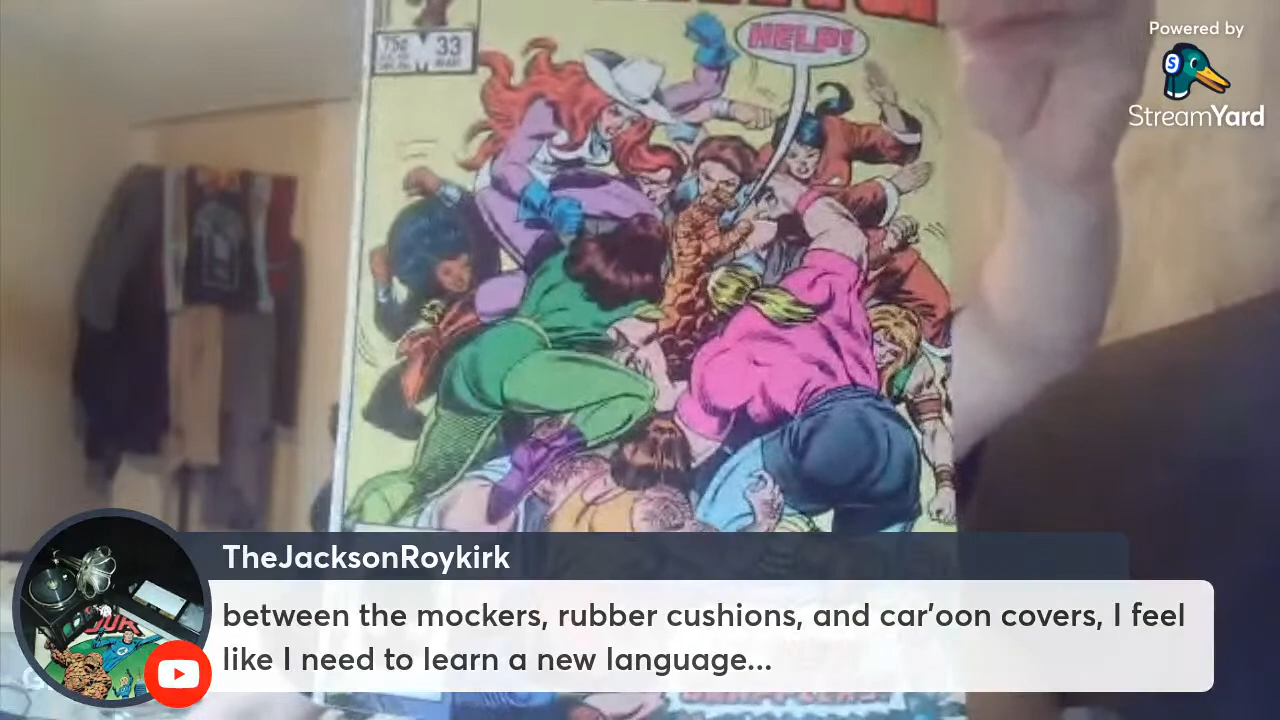 Powered by
StreamYard
75¢
33
MAR
HELP!
TheJacksonRoykirk
between the mockers, rubber cushions, and car'oon covers, I feel
like I need to learn a new language...